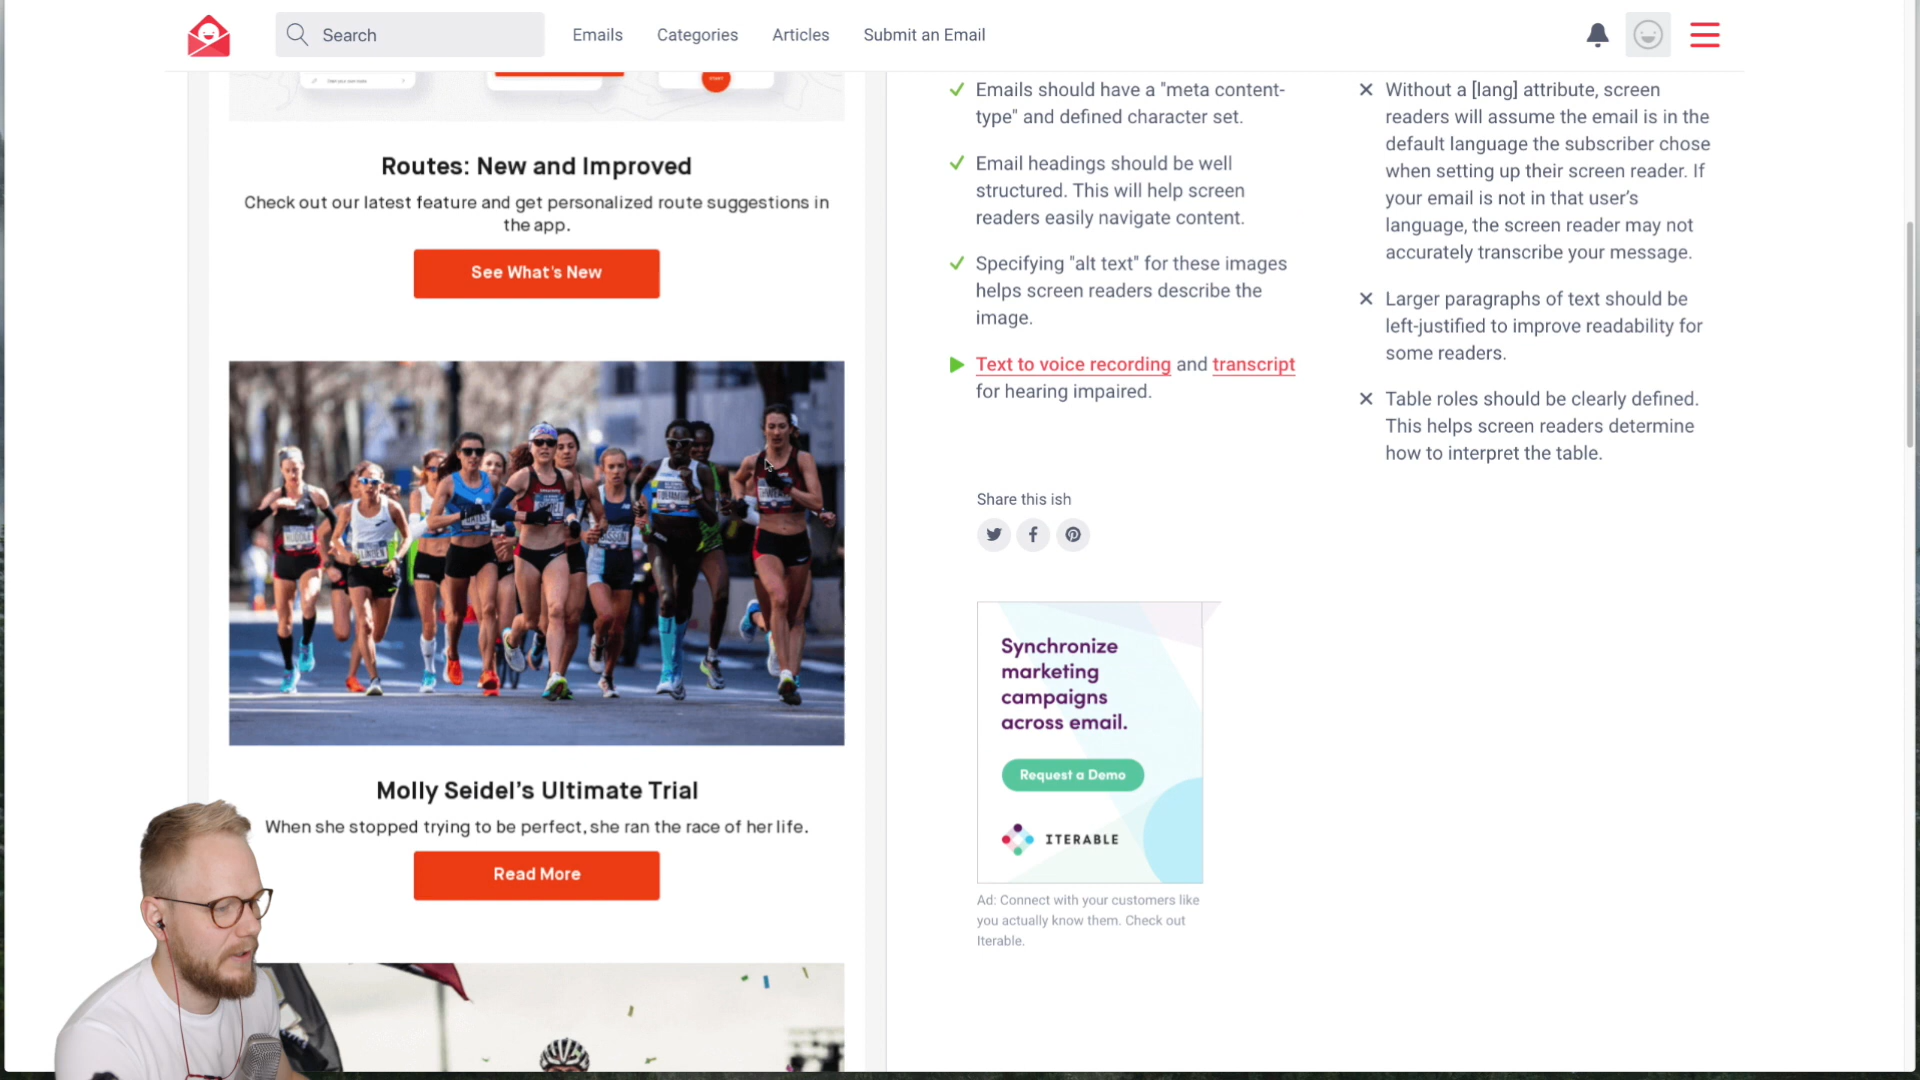 Search
Emails
Categories
Articles
Submit an Email
START
Routes: New and Improved
Check out our latest feature and get personalized route suggestions in
the app.
See What's New
Molly Seidel's Ultimate Trial
When she stopped trying to be perfect, she ran the race of her life.
Read More
Emails should have a "meta content-
type" and defined character set.
Email headings should be well
structured. This will help screen
readers easily navigate content.
Specifying "alt text" for these images
helps screen readers describe the
image.
Text to voice recording and transcript
for hearing impaired.
Without a [lang] attribute, screen
readers will assume the email is in the
default language the subscriber chose
when setting up their screen reader. If
your email is not in that user's
language, the screen reader may not
accurately transcribe your message.
Larger paragraphs of text should be
left-justified to improve readability for
some readers.
Table roles should be clearly defined.
This helps screen readers determine
how to interpret the table.
Share this ish
Synchronize
marketing
campaigns
across email.
Request a Demo
ITERABLE
Ad: Connect with your customers like
you actually know them. Check out
Iterable.